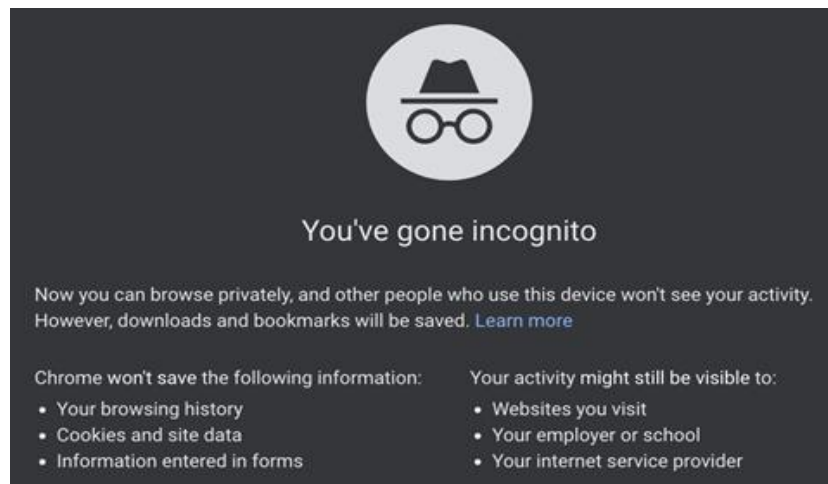 You've gone incognito
Now you can browse privately, and other people who use this device won't see your activity.
However, downloads and bookmarks will be saved. Learn more
Chrome won't save the following information:
• Your browsing history
• Cookies and site data
• Information entered in forms
Your activity might still be visible to:
• Websites you visit
• Your employer or school
• Your internet service provider